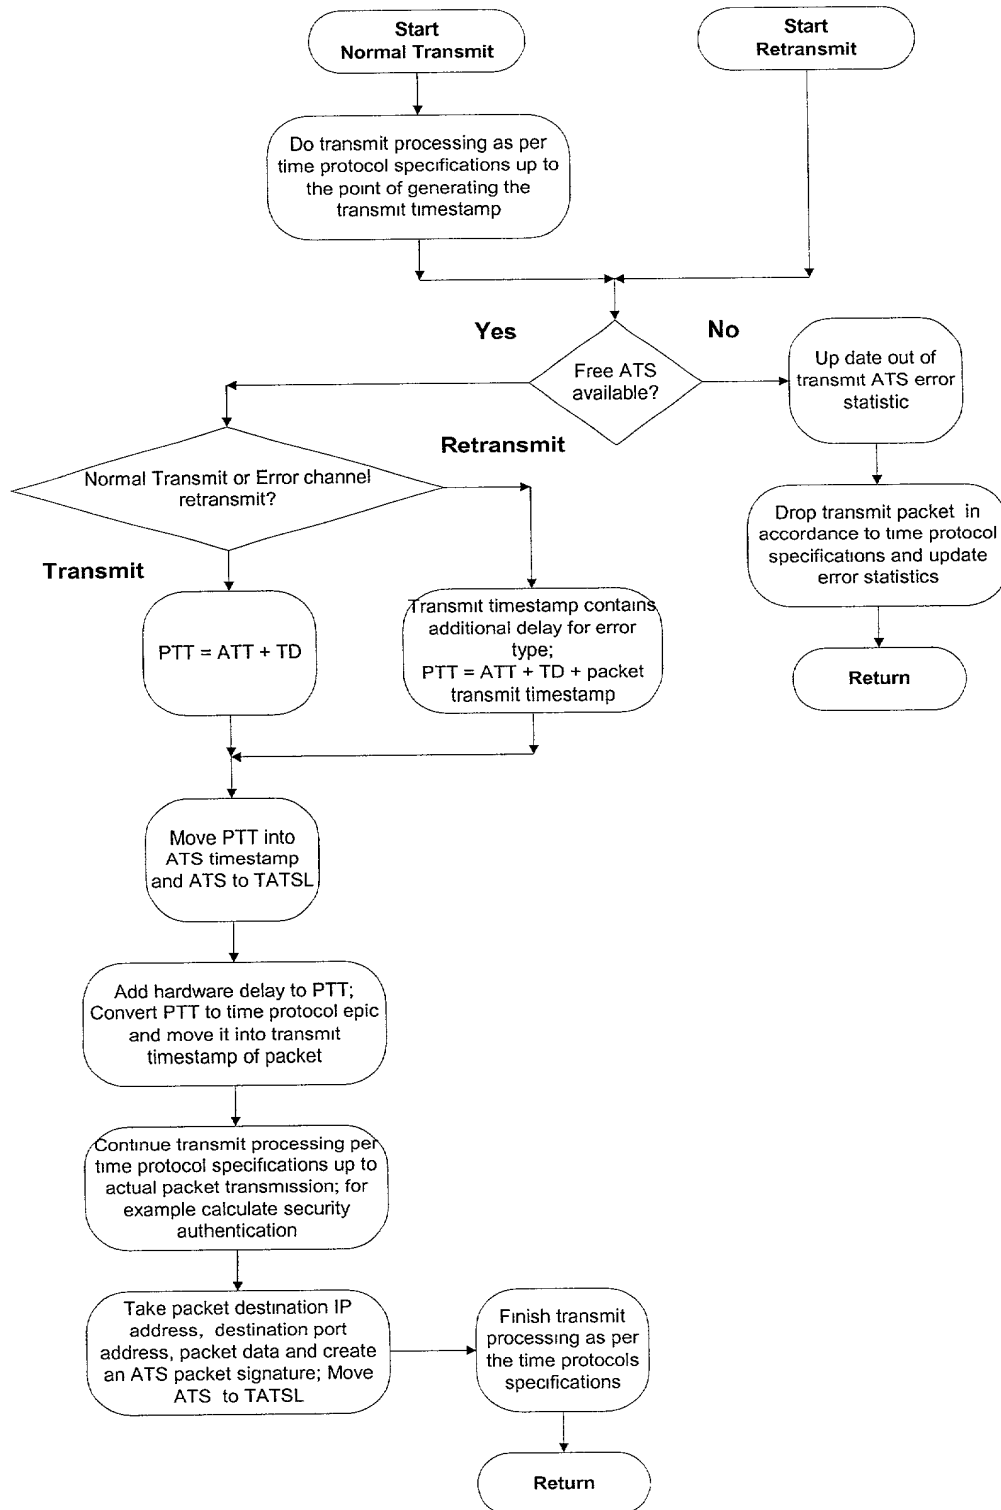 Start
Normal Transmit
Start
Retransmit
Do transmit processing as per
time protocol specifications up to
the point of generating the
transmit timestamp
Yes
No
Free ATS
available?
Up date out of
transmit ATS error
statistic
Retransmit
Normal Transmit or Error channel
retransmit?
Drop transmit packet in
accordance to time protocol
specifications and update
error statistics
Transmit
PTT = ATT + TD
Transmit timestamp contains
additional delay for error
type;
PTT = ATT + TD + packet
transmit timestamp
Return
Move PTT into
ATS timestamp
and ATS to TATSL
Add hardware delay to PTT;
Convert PTT to time protocol epic
and move it into transmit
timestamp of packet
Continue transmit processing per
time protocol specifications up to
actual packet transmission; for
example calculate security
authentication
Take packet destination IP
address, destination port
address, packet data and create
an ATS packet signature; Move
ATS to TATSL
Finish transmit
processing as per
the time protocols
specifications
Return